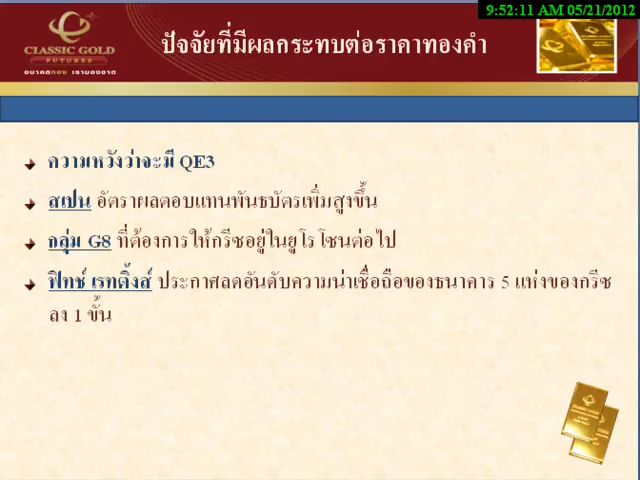 9:52:11 AM 05/21/2012
CLASSIC GOLD
FUTURES
อนาคตทอง เรามองขาด
ปัจจัยที่มีผลกระทบต่อราคาทองคำ
ความหวังว่าจะมี QE3
สเปน อัตราผลตอบแทนพันธบัตรเพิ่มสูงขึ้น
กลุ่ม G8 ที่ต้องการให้กรีซอยู่ในยูโรโซนต่อไป
ฟิทช์ เรทติ้งส์ ประกาศลดอันดับความน่าเชื่อถือของธนาคาร 5 แห่งของกรีซ
ลง 1 ขั้น
CLASSIC GOLD